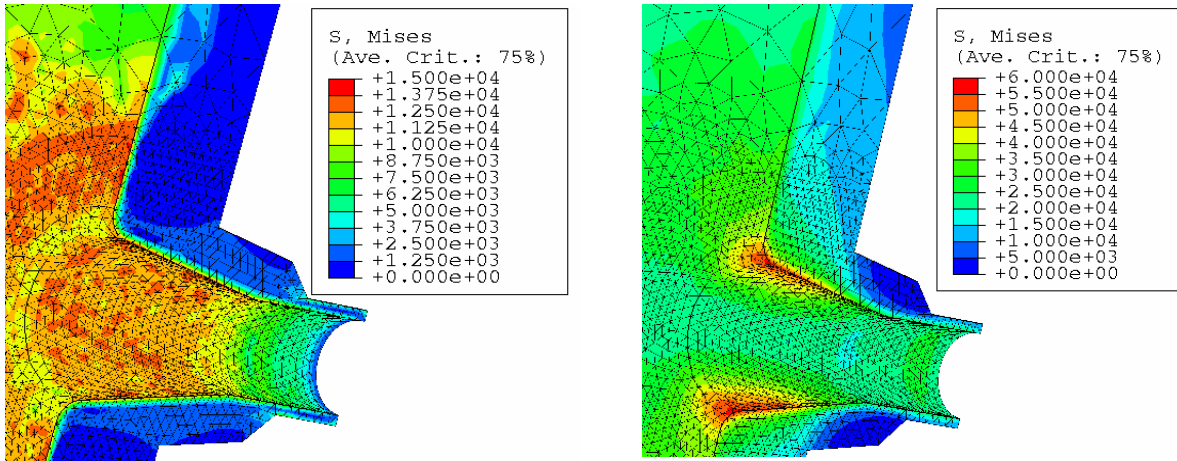 S, Mises
(Ave. Crit.: 75%)
+1.500e+04
+1.375e+04
+1.250e+04
+1.125e+04
+1.000e+04
+8.750e+03
+7.500e+03
+6.250e+03
+5.000e+03
+3.750e+03
+2.500e+03
+1.250e+03
+0.000e+00
S, Mises
(Ave. Crit.: 75%)
+6.000e+04
+5.500e+04
+5.000e+04
+4.500e+04
+4.000e+04
+3.500e+04
+2.500e+04
+2.000e+04
+1.500e+04
+1.000e+04
+5.000e+03
+0.000e+00